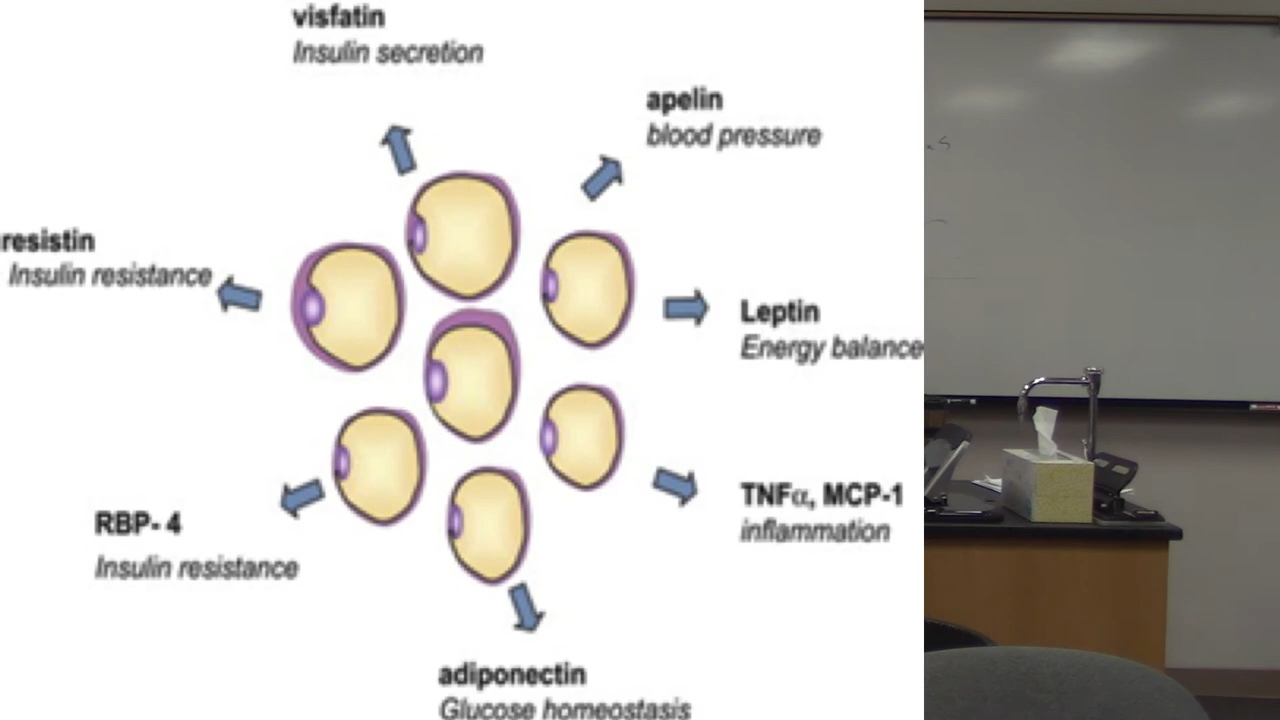 visfatin
Insulin secretion
apelin
blood pressure
resistin
Insulin resistance
Leptin
Energy balance
TNFα, MCP-1
inflammation
RBP- 4
Insulin resistance
adiponectin
Glucose homeostasis